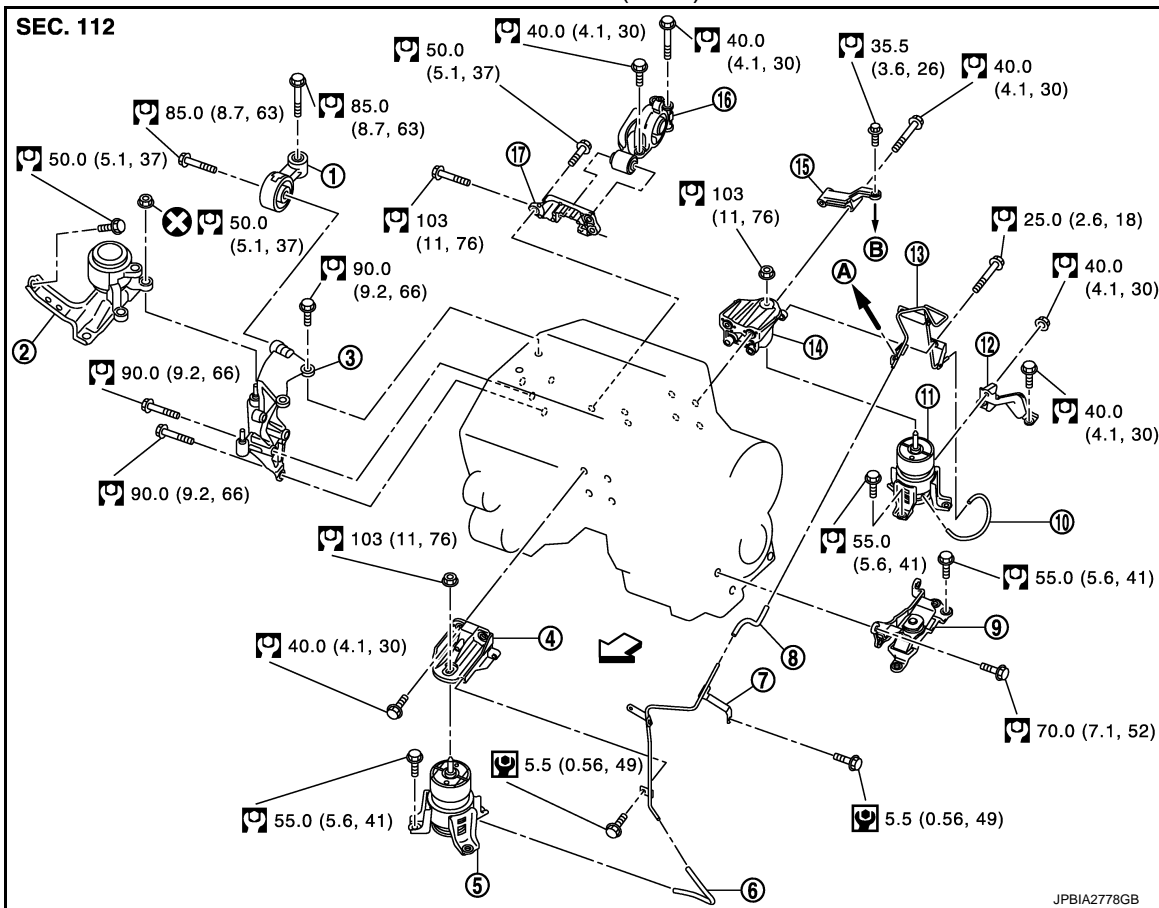 SEC. 112
40.0 (4.1, 30)
40.0
(4.1, 30)
50.0
(5.1, 37)
35.5
(3.6, 26)
40.0
(4.1, 30)
85.0 (8.7, 63)
85.0
(8.7, 63)
16
50.0 (5.1, 37)
1
17
15
103
(11, 76)
103
(11, 76)
50.0
(5.1, 37)
B
25.0 (2.6, 18)
90.0
(9.2, 66)
A
13
40.0
(4.1, 30)
2
3
14
12
90.0 (9.2, 66)
11
40.0
(4.1, 30)
90.0 (9.2, 66)
10
103 (11, 76)
55.0
(5.6, 41)
55.0 (5.6, 41)
4
9
40.0 (4.1, 30)
8
7
70.0 (7.1, 52)
5.5 (0.56, 49)
55.0 (5.6, 41)
5.5 (0.56, 49)
5
6
JPBIA2778GB